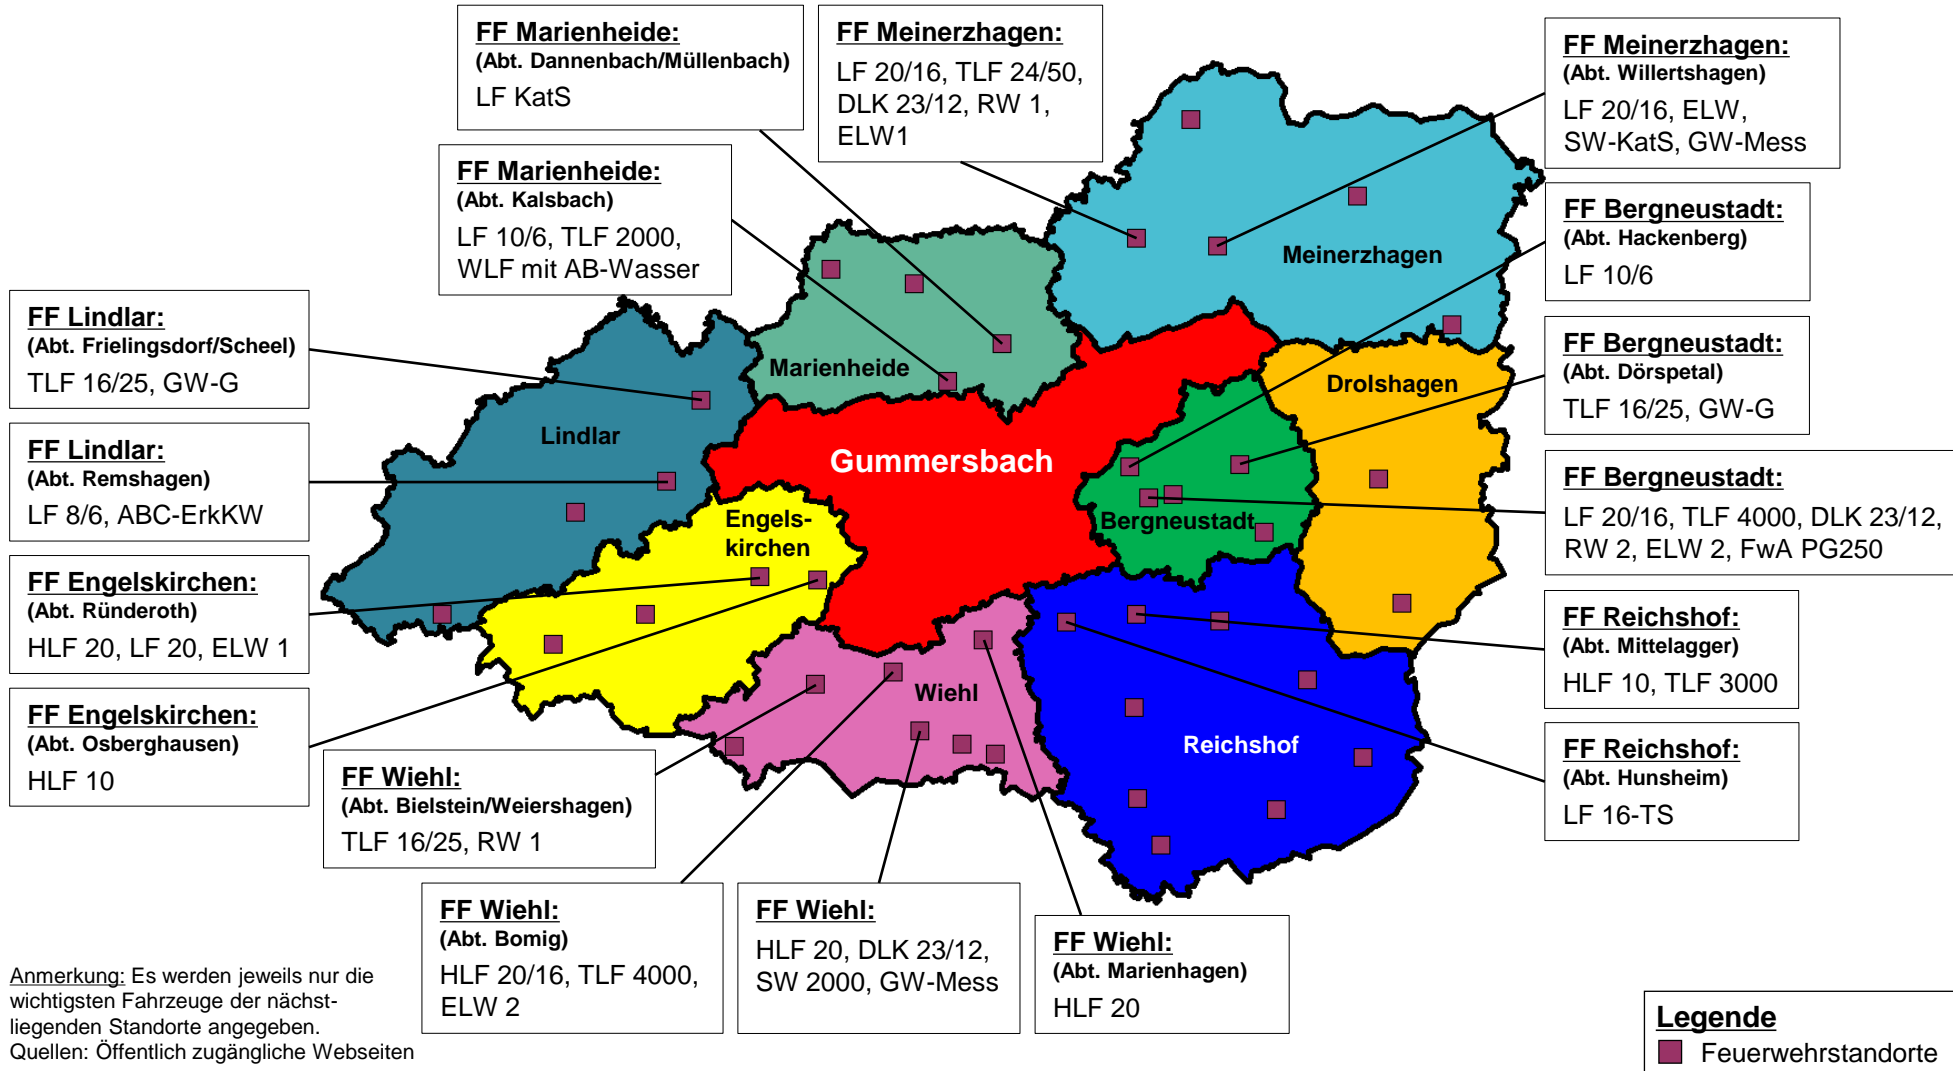 FF Marienheide:
(Abt. Dannenbach/Müllenbach)
LF KatS
FF Meinerzhagen:
LF 20/16, TLF 24/50,
DLK 23/12, RW 1,
ELW1
FF Meinerzhagen:
(Abt. Willertshagen)
LF 20/16, ELW,
SW-KatS, GW-Mess
FF Marienheide:
(Abt. Kalsbach)
LF 10/6, TLF 2000,
WLF mit AB-Wasser
FF Bergneustadt:
(Abt. Hackenberg)
LF 10/6
FF Lindlar:
(Abt. Frielingsdorf/Scheel)
TLF 16/25, GW-G
FF Bergneustadt:
(Abt. Dörspetal)
TLF 16/25, GW-G
FF Lindlar:
(Abt. Remshagen)
LF 8/6, ABC-ErkKW
FF Bergneustadt:
LF 20/16, TLF 4000, DLK 23/12,
RW 2, ELW 2, FwA PG250
FF Engelskirchen:
(Abt. Ründeroth)
HLF 20, LF 20, ELW 1
FF Reichshof:
(Abt. Mittelagger)
HLF 10, TLF 3000
FF Engelskirchen:
(Abt. Osberghausen)
HLF 10
FF Reichshof:
(Abt. Hunsheim)
LF 16-TS
FF Wiehl:
(Abt. Bielstein/Weiershagen)
TLF 16/25, RW 1
FF Wiehl:
(Abt. Bomig)
HLF 20/16, TLF 4000,
ELW 2
FF Wiehl:
HLF 20, DLK 23/12,
SW 2000, GW-Mess
FF Wiehl:
(Abt. Marienhagen)
HLF 20
Meinerzhagen
Marienheide
Drolshagen
Lindlar
Gummersbach
Bergneustadt
Engels-
kirchen
Wiehl
Reichshof
Anmerkung: Es werden jeweils nur die
wichtigsten Fahrzeuge der nächst-
liegenden Standorte angegeben.
Quellen: Öffentlich zugängliche Webseiten
Legende
Feuerwehrstandorte